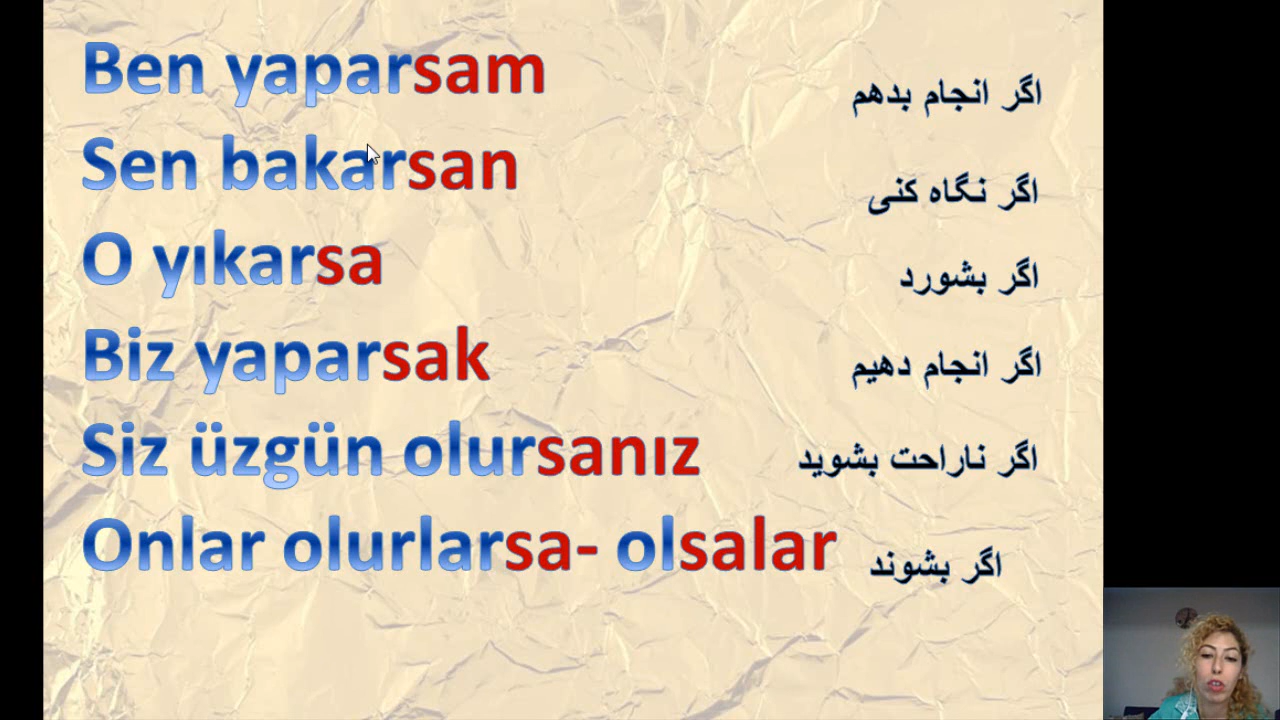 Ben yaparsam اگر انجام بدهم
Sen bakarsan اگر نگاه کنی
O yıkarsa اگر بشورد
Biz yaparsak اگر انجام دهیم
Siz üzgün olursanız اگر ناراحت بشوید
Onlar olurlarsa- olsalar اگر بشوند